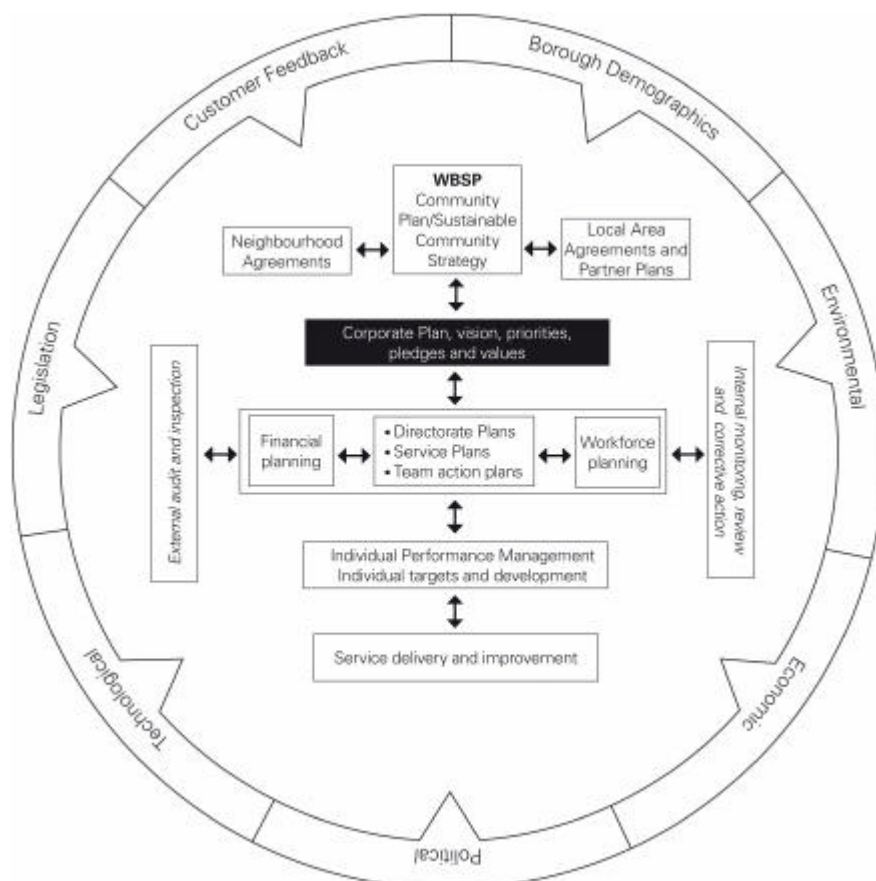 Customer Feedback
Borough Demographics
Legislation
Environmental
Technological
Economic
Political
WBSP
Community
Plan/Sustainable
Community
Strategy
Neighbourhood
Agreements
Local Area
Agreements and
Partner Plans
Corporate Plan, vision, priorities,
pledges and values
External audit and inspection
Financial
planning
• Directorate Plans
• Service Plans
• Team action plans
Workforce
planning
Internal monitoring, review
and corrective action
Individual Performance Management
Individual targets and development
Service delivery and improvement